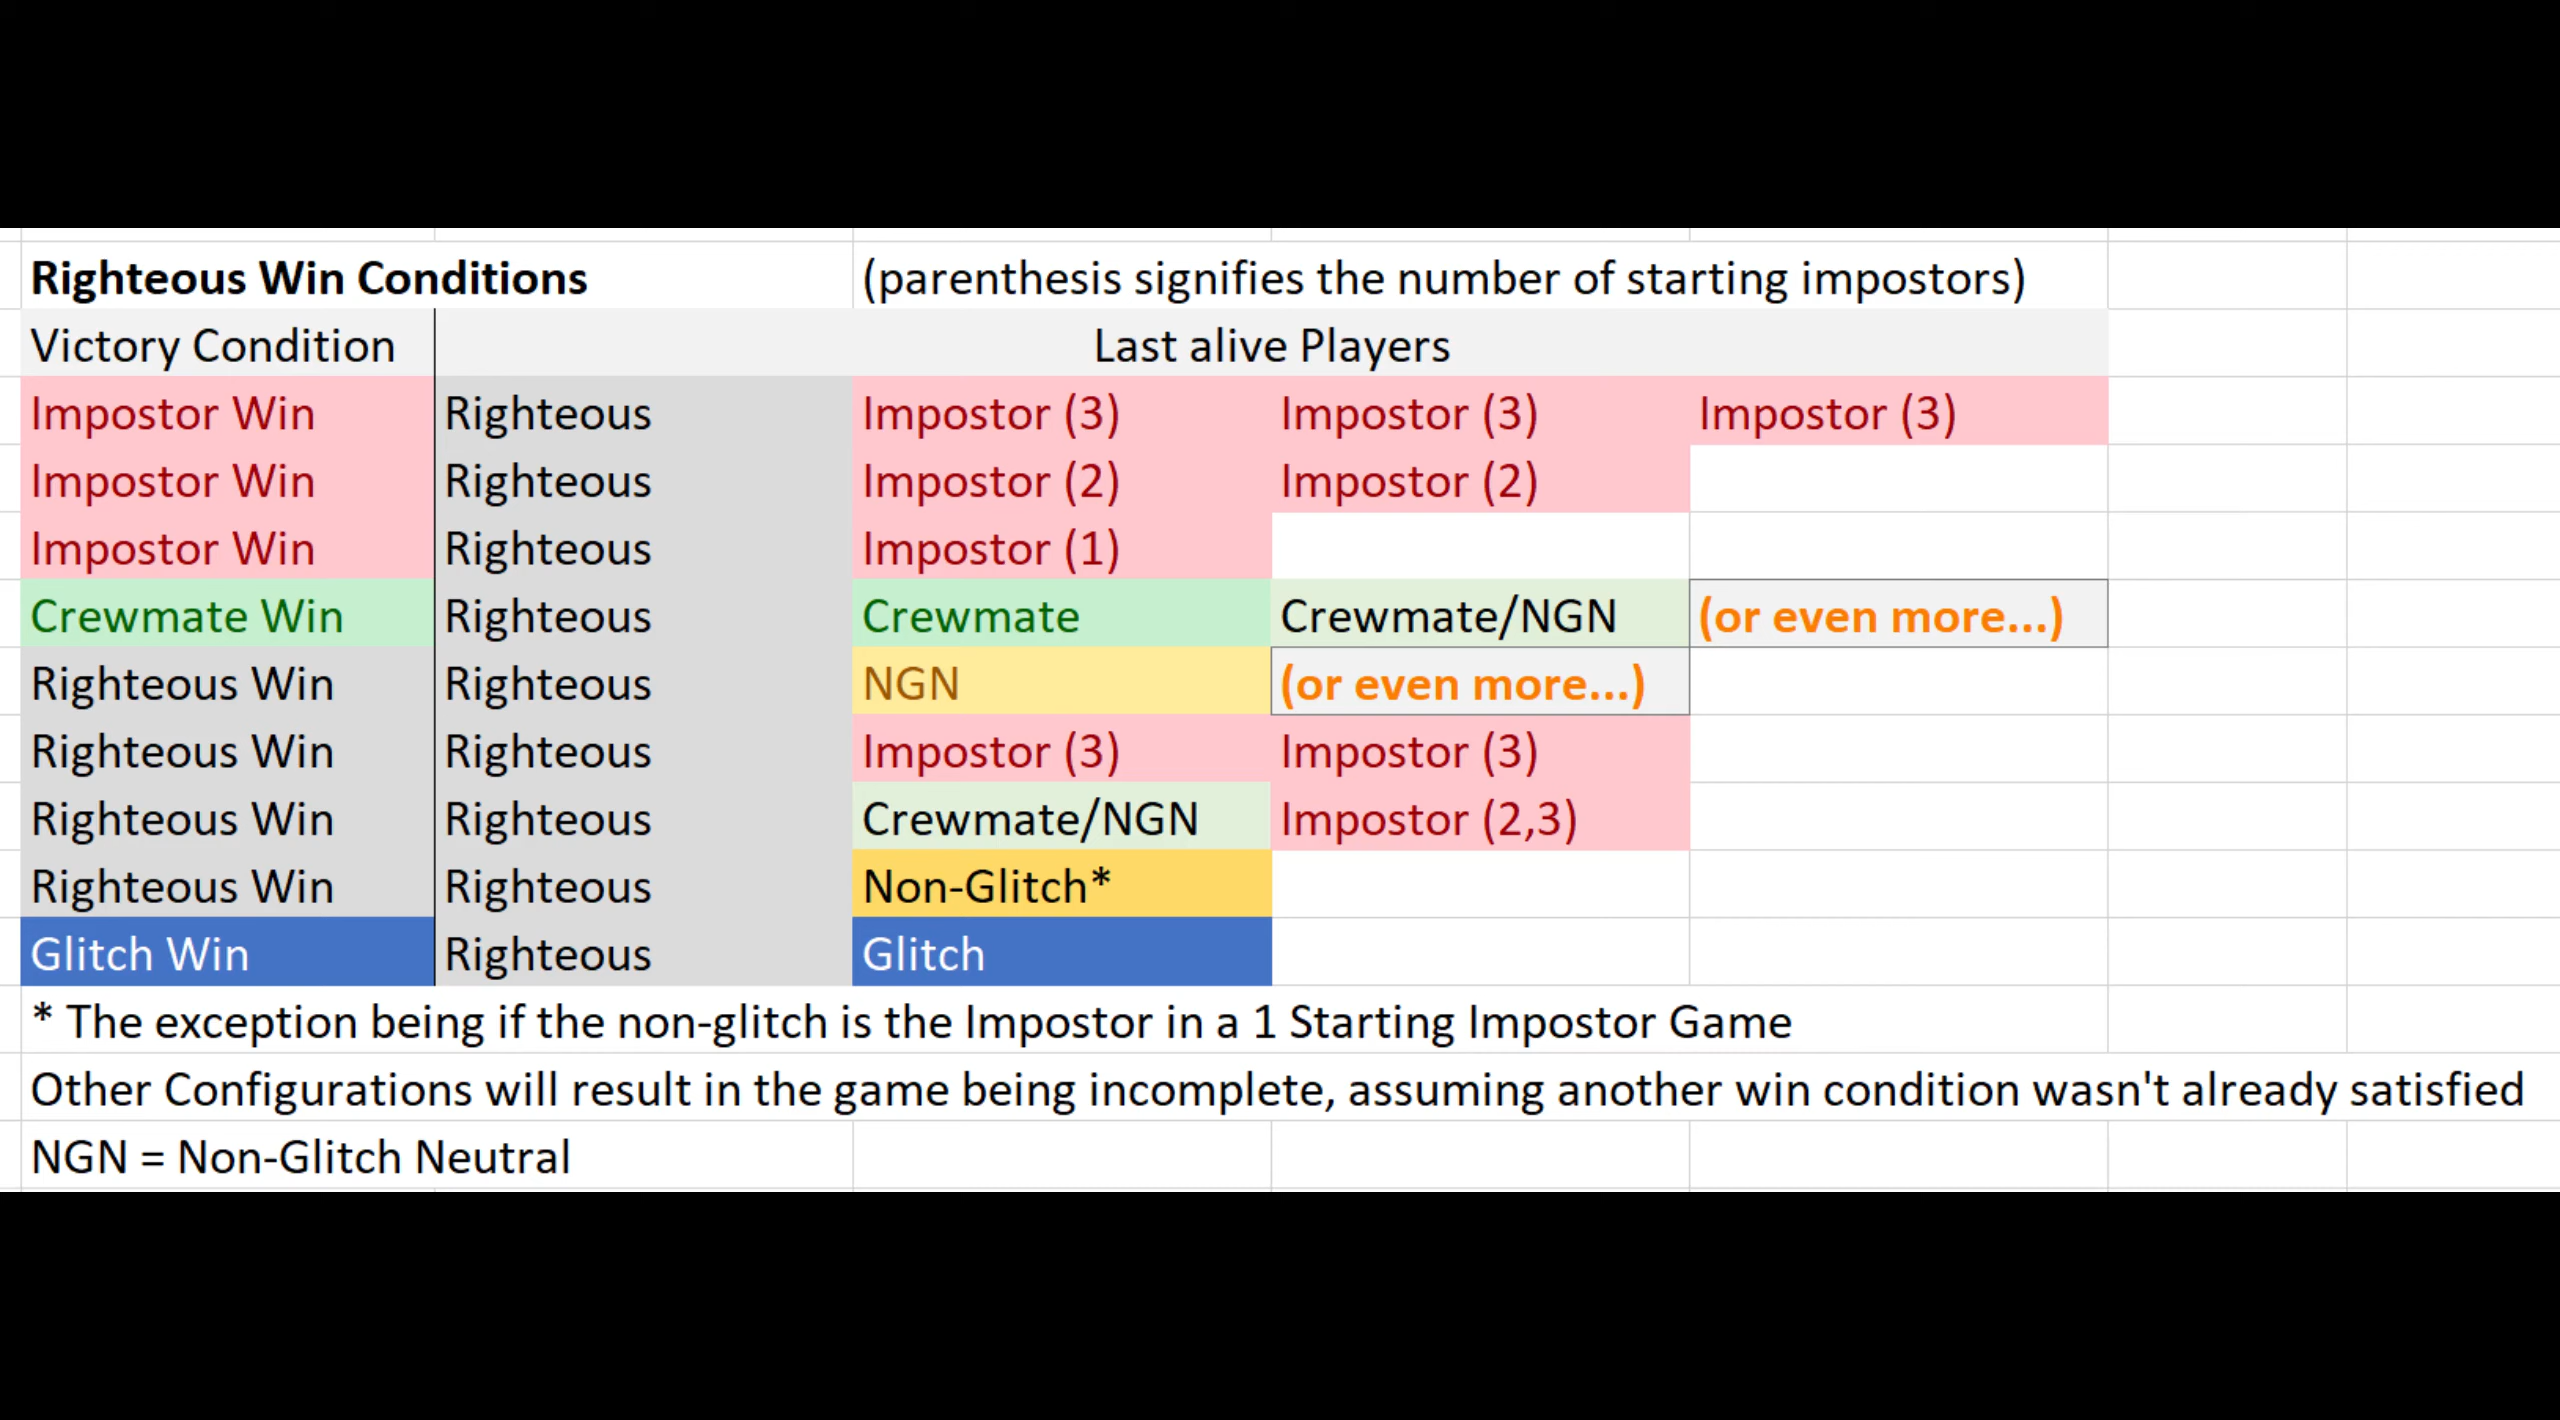 Righteous Win Conditions (parenthesis signifies the number of starting impostors)
Victory Condition Last alive Players
Impostor Win Righteous Impostor (3) Impostor (3) Impostor (3)
Impostor Win Righteous Impostor (2) Impostor (2)
Impostor Win Righteous Impostor (1)
Crewmate Win Righteous Crewmate Crewmate/NGN (or even more...)
Righteous Win Righteous NGN (or even more...)
Righteous Win Righteous Impostor (3) Impostor (3)
Righteous Win Righteous Crewmate/NGN Impostor (2,3)
Righteous Win Righteous Non-Glitch*
Glitch Win Righteous Glitch
* The exception being if the non-glitch is the Impostor in a 1 Starting Impostor Game
Other Configurations will result in the game being incomplete, assuming another win condition wasn't already satisfied
NGN = Non-Glitch Neutral